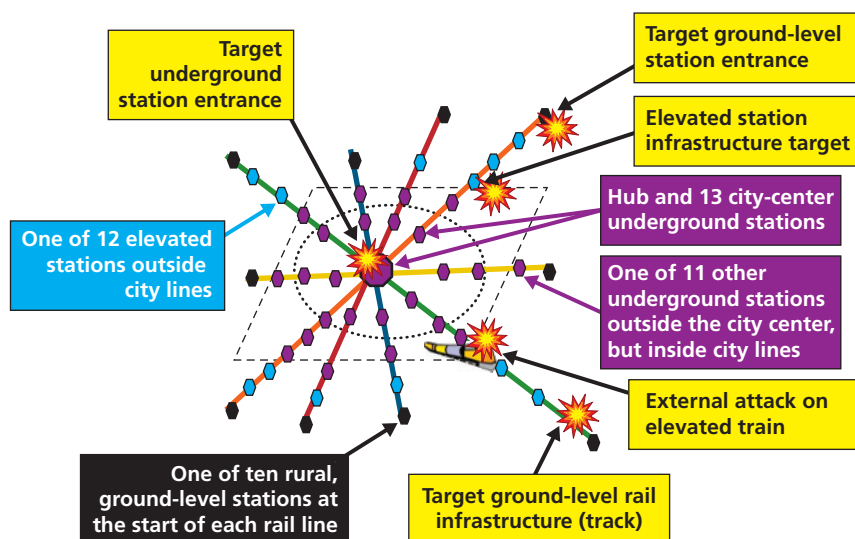 Target
underground
station entrance
Target ground-level
station entrance
Elevated station
infrastructure target
Hub and 13 city-center
underground stations
One of 12 elevated
stations outside
city lines
One of 11 other
underground stations
outside the city center,
but inside city lines
External attack on
elevated train
One of ten rural,
ground-level stations at
the start of each rail line
Target ground-level rail
infrastructure (track)